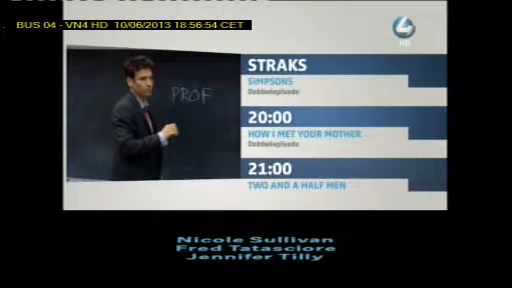 BUS 04 - VN4 HD 10/06/2013 18:56:54 CET
4
HD
PROF
STRAKS
SIMPSONS
Dobbelepisode
20:00
HOW I MET YOUR MOTHER
Dobbelepisode
21:00
TWO AND A HALF MEN
Nicole Sullivan
Fred Tatasciore
Jennifer Tilly